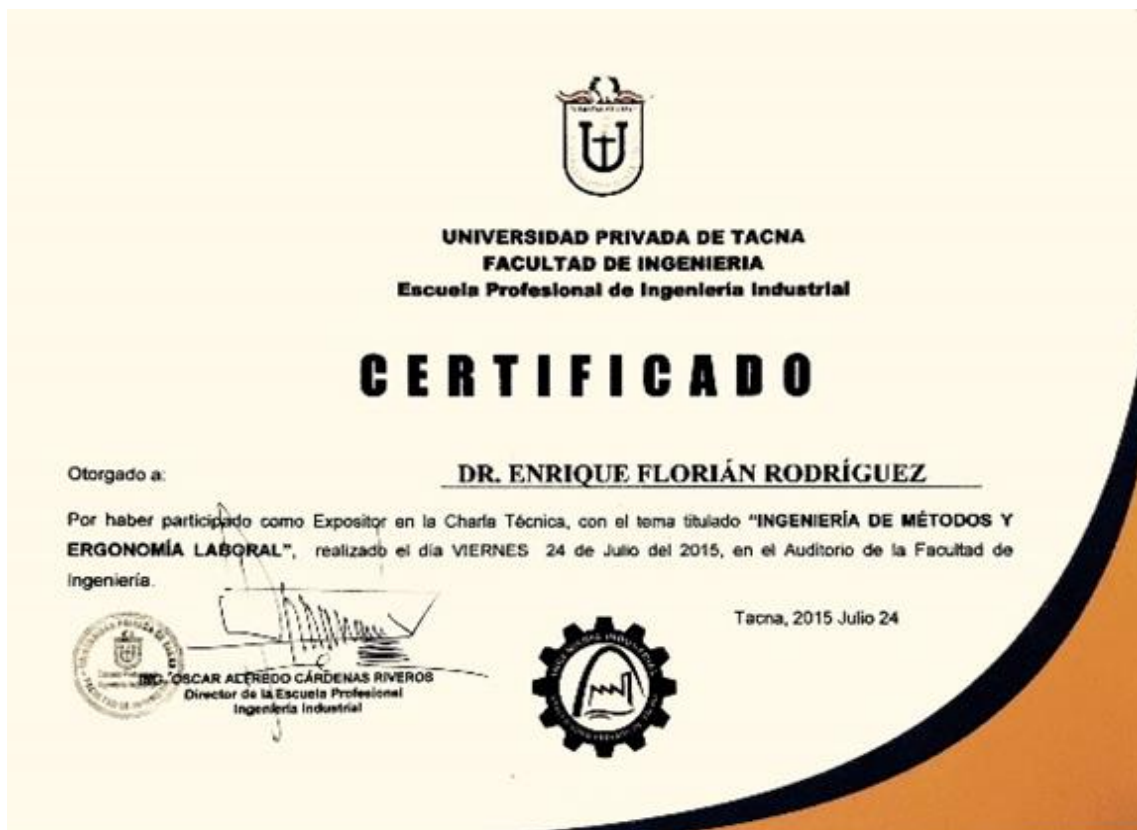 UNIVERSIDAD PRIVADA DE TACNA
FACULTAD DE INGENIERIA
Escuela Profesional de Ingeniería Industrial
CERTIFICADO
Otorgado a: DR. ENRIQUE FLORIÁN RODRÍGUEZ
Por haber participado como Expositor en la Charla Técnica, con el tema titulado "INGENIERÍA DE MÉTODOS Y
ERGONOMÍA LABORAL", realizado el día VIERNES 24 de Julio del 2015, en el Auditorio de la Facultad de
Ingeniería.
Tacna, 2015 Julio 24
ING. OSCAR ALFREDO CÁRDENAS RIVEROS
Director de la Escuela Profesional
Ingeniería Industrial